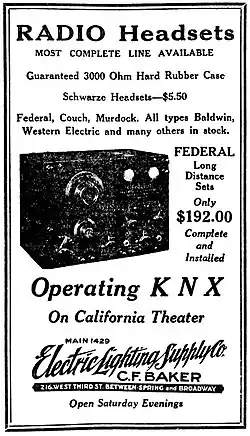 RADIO Headsets
MOST COMPLETE LINE AVAILABLE
Guaranteed 3000 Ohm Hard Rubber Case
Schwarze Headsets—$5.50
Federal, Couch, Murdock. All types Baldwin,
Western Electric and many others in stock.
FEDERAL
Long
Distance
Sets
Only
$192.00
Complete
and
Installed
Operating K N X
On California Theater
MAIN 1429
Electric Lighting Supply Co.
C.F. BAKER
216 WEST THIRD ST. BETWEEN SPRING and BROADWAY
Open Saturday Evenings